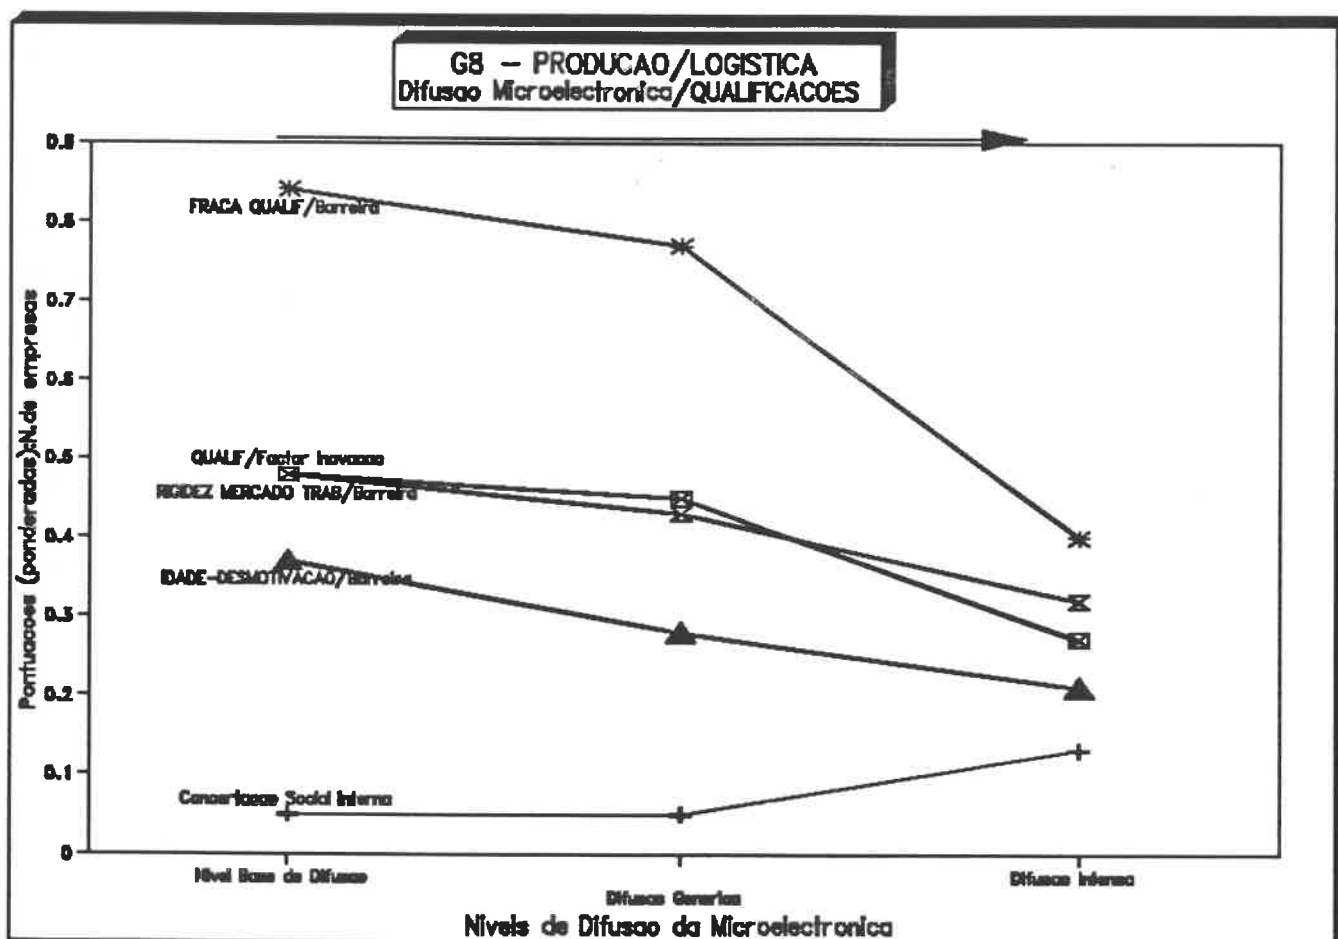 G8 - PRODUCAO/LOGISTICA
Difusao Microelectronica/QUALIFICACOES
0.9
FRACA QUALIF/Barreira
0.8
0.7
0.6
Pontuacoes (ponderadas):N.de empresas
0.5
QUALIF/Factor Inovacao
RIGIDEZ MERCADO TRAB/Barreira
0.4
IDADE-DESMOTIVACAO/Barreira
0.3
0.2
0.1
Concertacao Social Interna
0
Nivel Base de Difusao
Difusao Generica
Difusao Intensa
Niveis de Difusao da Microelectronica